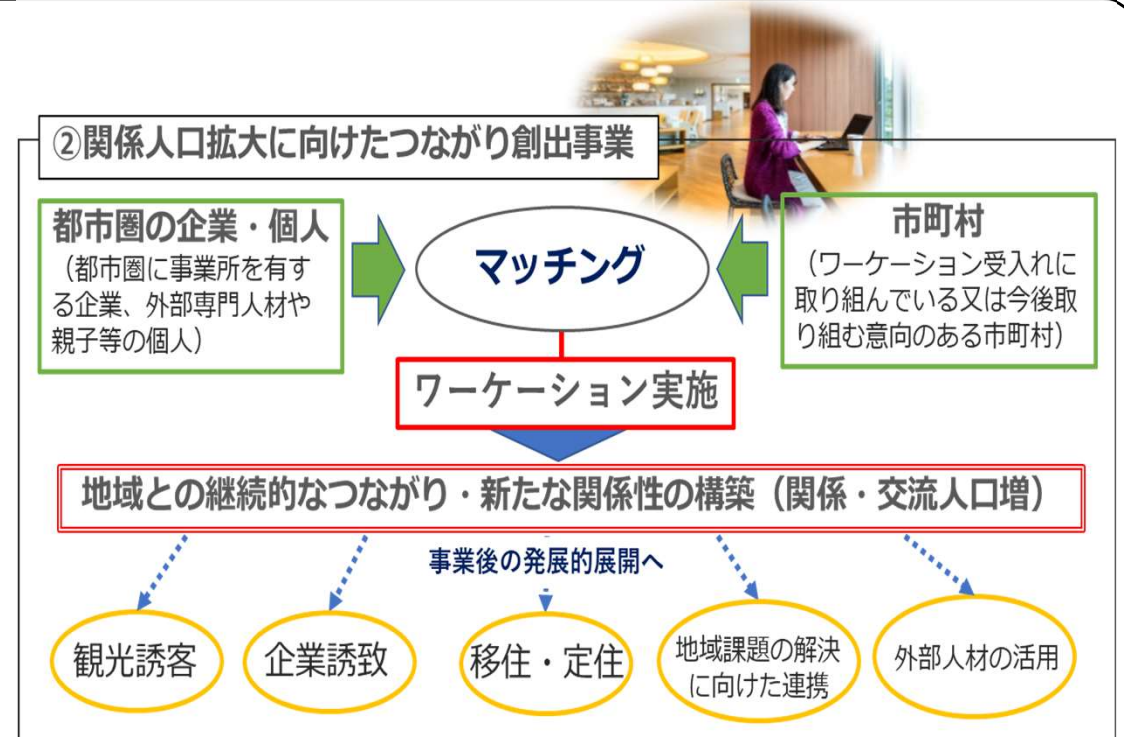 ②関係人口拡大に向けたつながり創出事業
都市圏の企業・個人
（都市圏に事業所を有す
る企業、外部専門人材や
親子等の個人）
マッチング
市町村
（ワーケーション受入れに
取り組んでいる又は今後取
り組む意向のある市町村）
ワーケーション実施
地域との継続的なつながり・新たな関係性の構築（関係・交流人口増）
事業後の発展的展開へ
観光誘客
企業誘致
移住・定住
地域課題の解決
に向けた連携
外部人材の活用